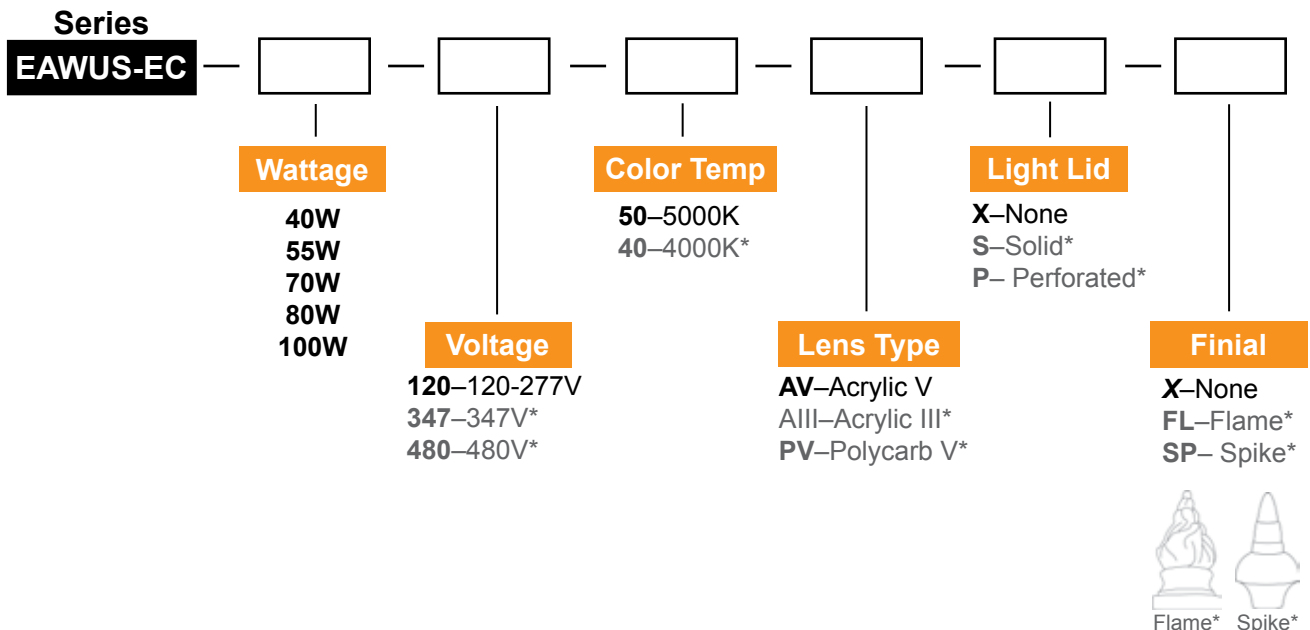 Series
EAWUS-EC
Wattage
40W
55W
70W
80W
100W
Voltage
120–120-277V
347–347V*
480–480V*
Color Temp
50–5000K
40–4000K*
Lens Type
AV–Acrylic V
AIII–Acrylic III*
PV–Polycarb V*
Light Lid
X–None
S–Solid*
P– Perforated*
Finial
X–None
FL–Flame*
SP– Spike*
Flame* Spike*